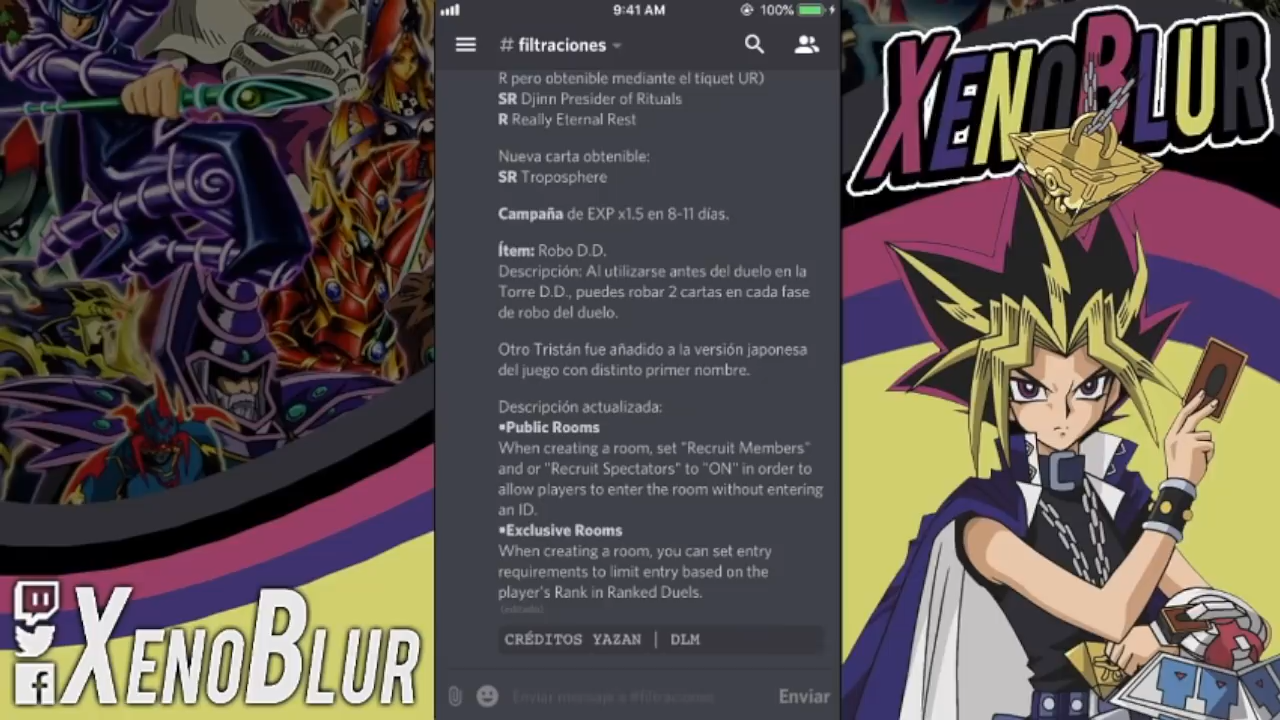 9:41 AM
100%
# filtraciones
R pero obtenible mediante el tiquet UR)
SR Djinn Presider of Rituals
R Really Eternal Rest
Nueva carta obtenible:
SR Troposphere
Campaña de EXP x1.5 en 8-11 días.
Ítem: Robo D.D.
Descripción: Al utilizarse antes del duelo en la
Torre D.D., puedes robar 2 cartas en cada fase
de robo del duelo.
Otro Tristán fue añadido a la versión japonesa
del juego con distinto primer nombre.
Descripción actualizada:
•Public Rooms
When creating a room, set "Recruit Members"
and or "Recruit Spectators" to "ON" in order to
allow players to enter the room without entering
an ID.
•Exclusive Rooms
When creating a room, you can set entry
requirements to limit entry based on the
player's Rank in Ranked Duels.
(editado)
CRÉDITOS YAZAN | DLM
Enviar mensaje a #filtraciones
Enviar
XENOBLUR
XENOBLUR